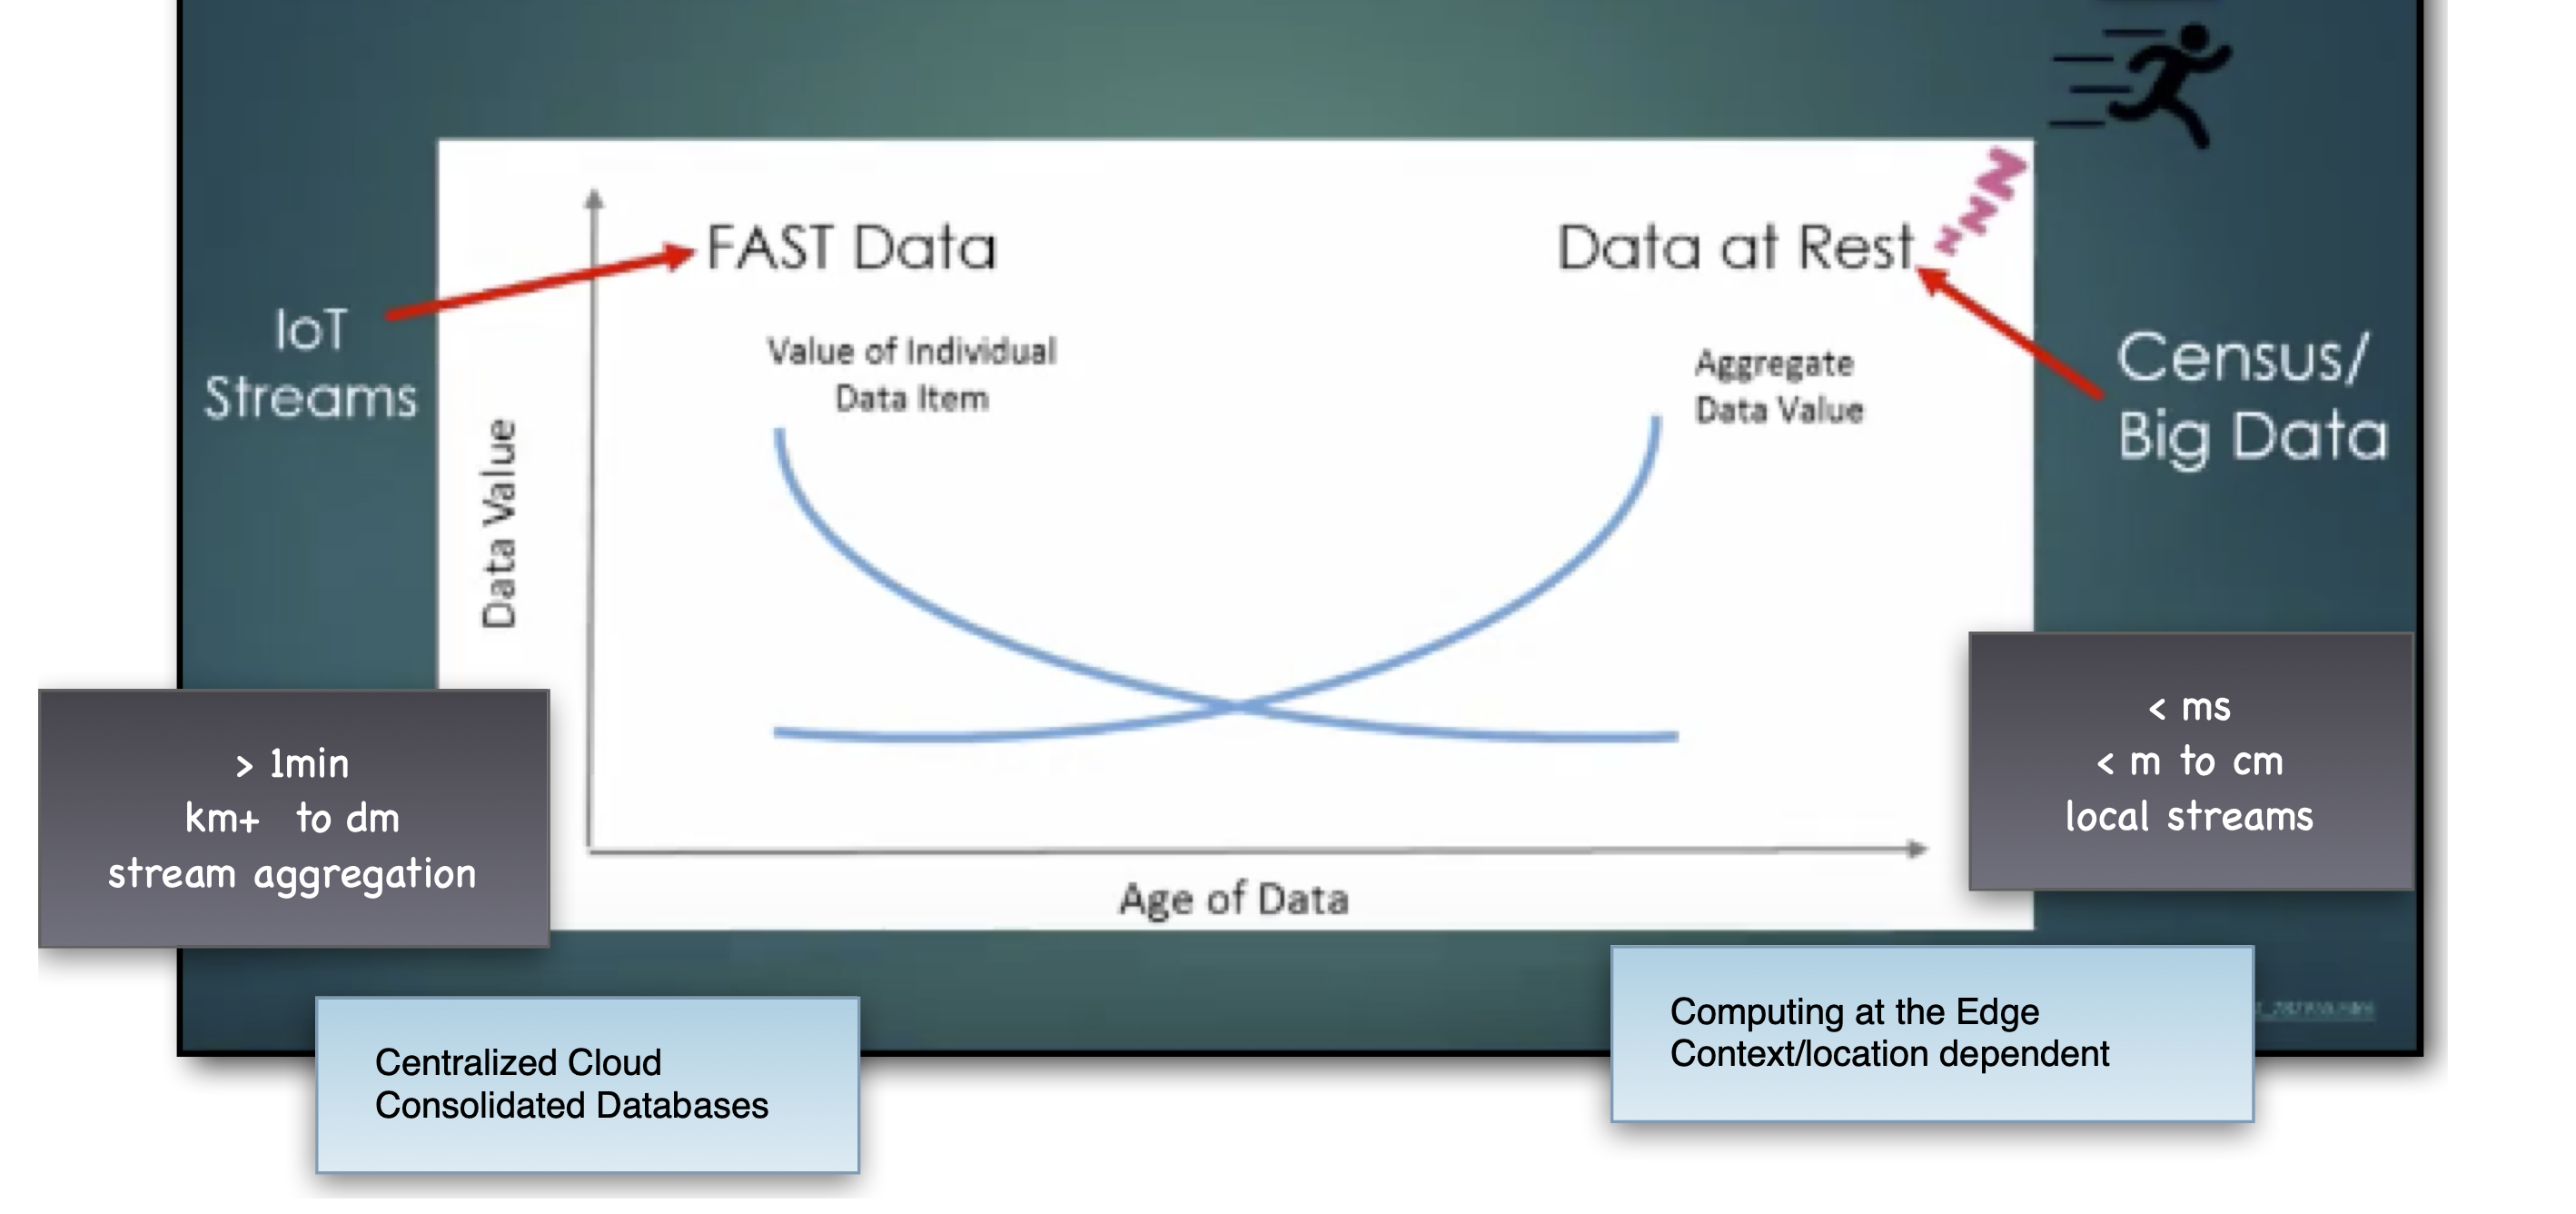 FAST Data
Data at Rest
z z Z
IoT
Streams
Value of Individual
Data Item
Aggregate
Data Value
Census/
Big Data
Data Value
> 1min
km+ to dm
stream aggregation
< ms
< m to cm
local streams
Age of Data
Centralized Cloud
Consolidated Databases
Computing at the Edge
Context/location dependent